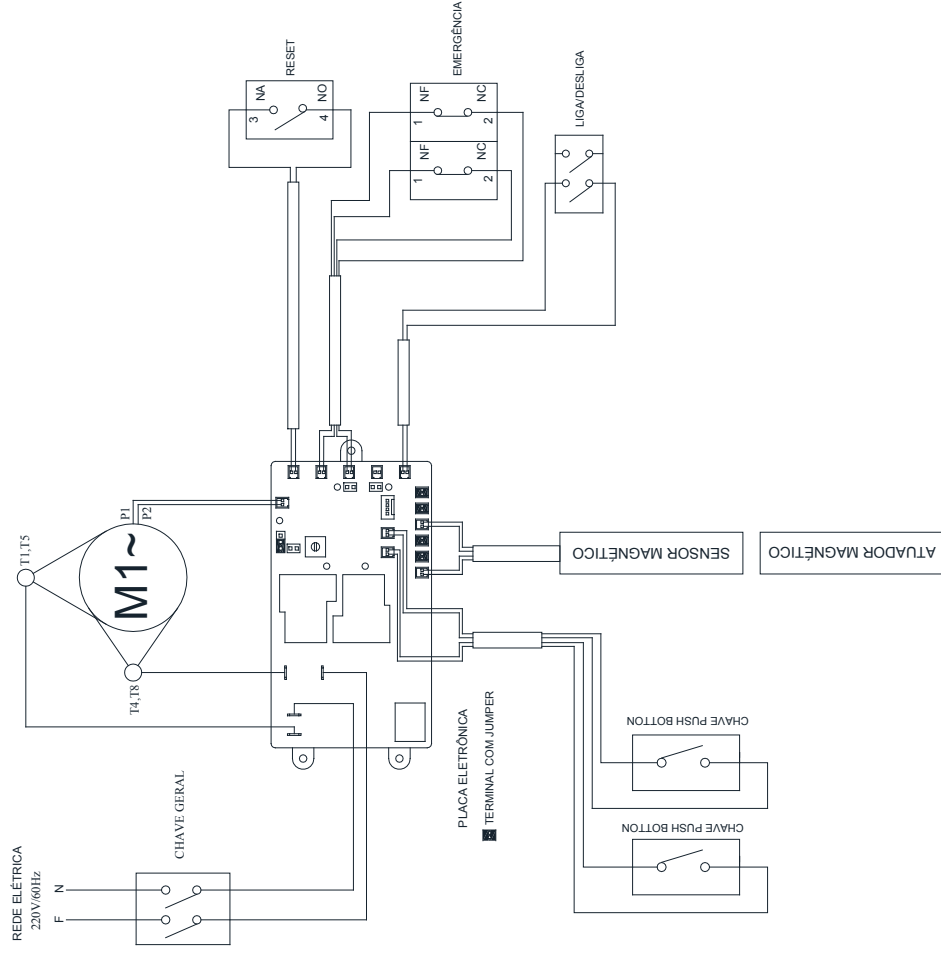 REDE ELÉTRICA
220V/60Hz
F
N
CHAVE GERAL
T4,T8
T1,T5
M1~
P1
P2
RESET
3
NA
4
NO
EMERGÊNCIA
1
NF
2
NC
1
NF
2
NC
LIGA/DESLIGA
PLACA ELETRÔNICA
TERMINAL COM JUMPER
SENSOR MAGNÉTICO
ATUADOR MAGNÉTICO
CHAVE PUSH BOTTON
CHAVE PUSH BOTTON